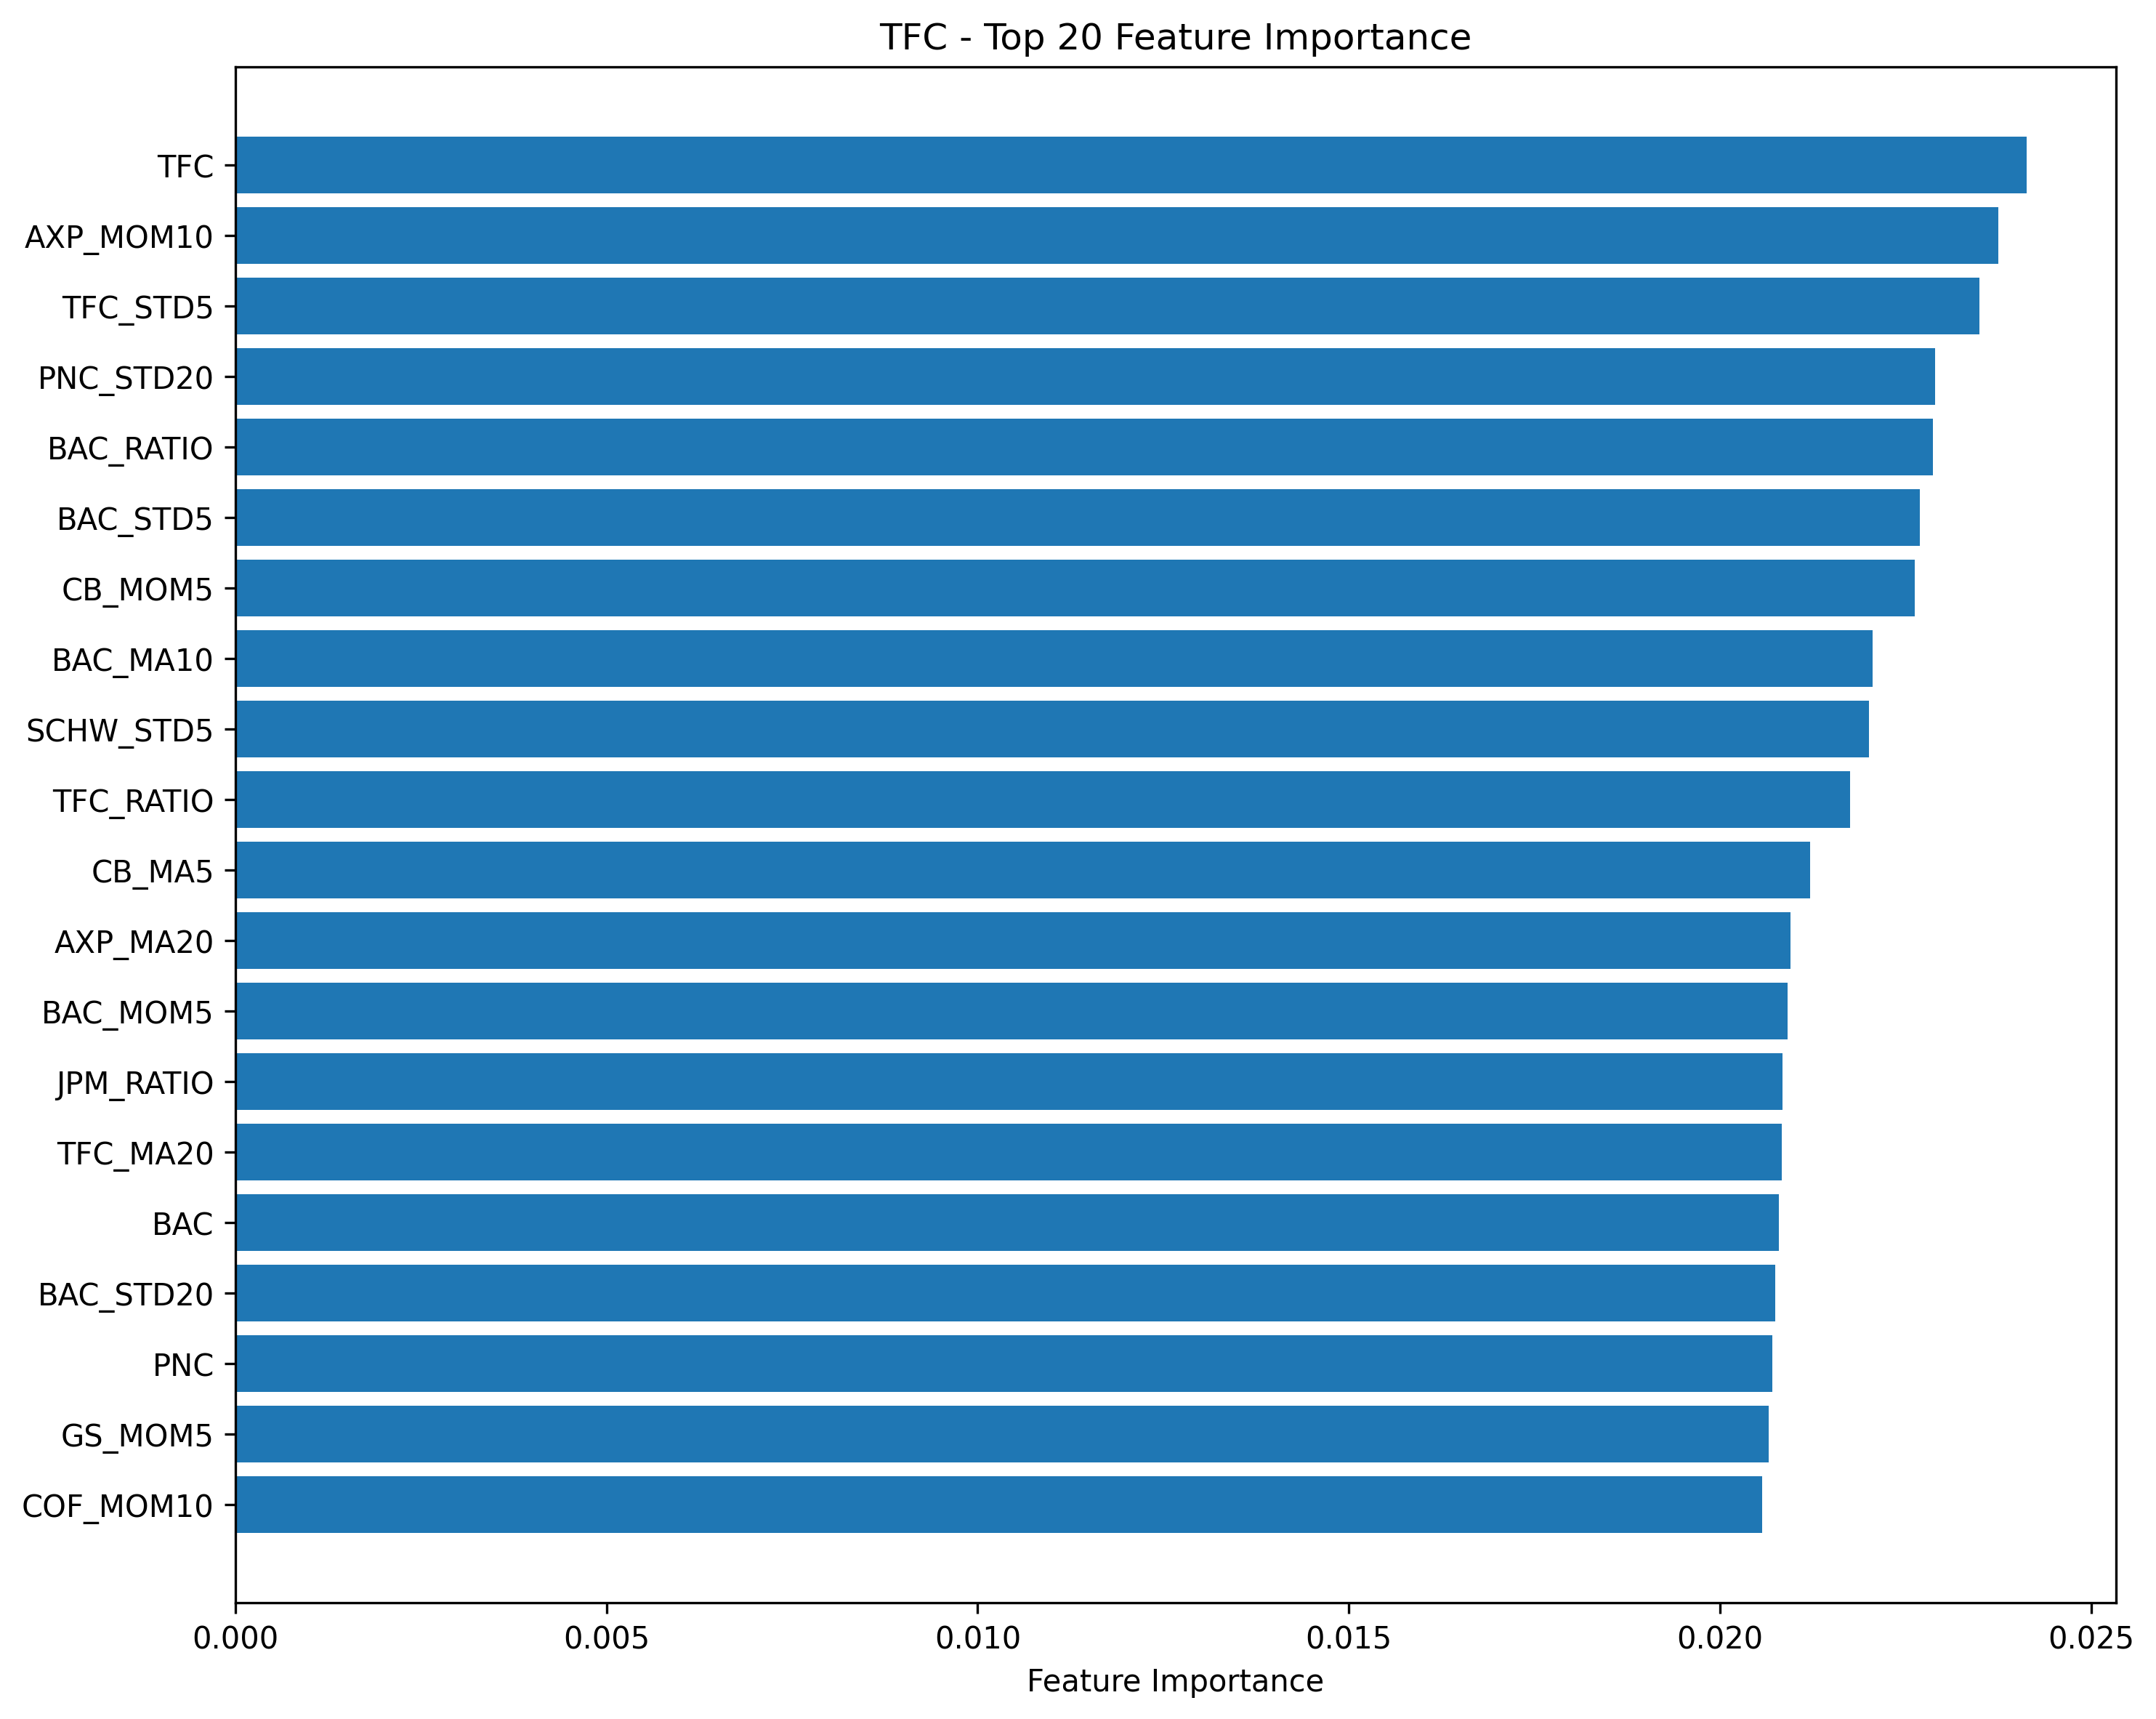 TFC - Top 20 Feature Importance
TFC
AXP_MOM10
TFC_STD5
PNC_STD20
BAC_RATIO
BAC_STD5
CB_MOM5
BAC_MA10
SCHW_STD5
TFC_RATIO
CB_MA5
AXP_MA20
BAC_MOM5
JPM_RATIO
TFC_MA20
BAC
BAC_STD20
PNC
GS_MOM5
COF_MOM10
0.000 0.005 0.010 0.015 0.020 0.025
Feature Importance